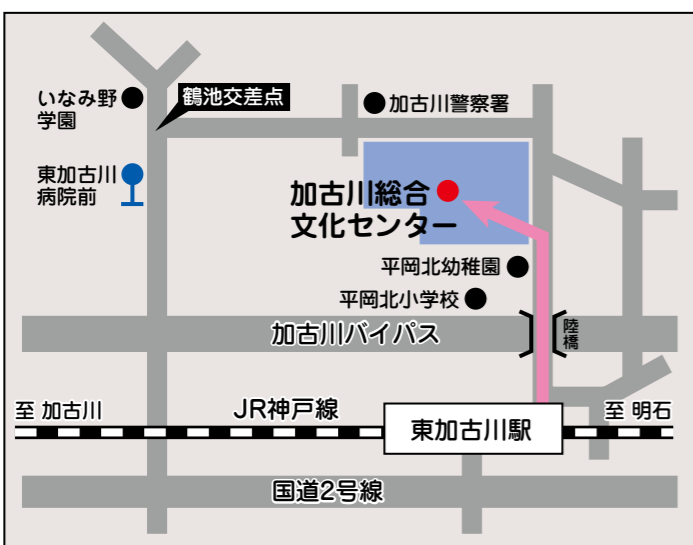 いなみ野
学園
鶴池交差点
加古川警察署
東加古川
病院前
加古川総合
文化センター
平岡北幼稚園
平岡北小学校
加古川バイパス
陸橋
至 加古川
JR神戸線
東加古川駅
至 明石
国道2号線